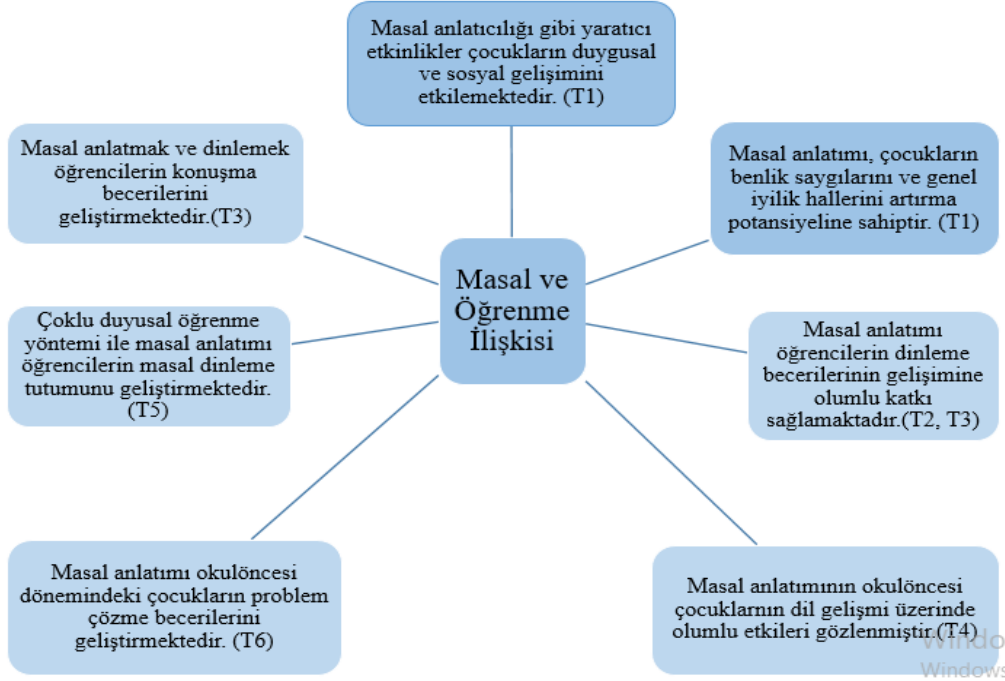 Masal anlatıcılığı gibi yaratıcı
etkinlikler çocukların duygusal
ve sosyal gelişimini
etkilemektedir. (T1)
Masal anlatmak ve dinlemek
öğrencilerin konuşma
becerilerini
geliştirmektedir.(T3)
Masal anlatımı, çocukların
benlik saygılarını ve genel
iyilik hallerini artırma
potansiyeline sahiptir. (T1)
Masal ve
Öğrenme
İlişkisi
Çoklu duyusal öğrenme
yöntemi ile masal anlatımı
öğrencilerin masal dinleme
tutumunu geliştirmektedir.
(T5)
Masal anlatımı
öğrencilerin dinleme
becerilerinin gelişimine
olumlu katkı
sağlamaktadır.(T2, T3)
Masal anlatımı okulöncesi
dönemindeki çocukların problem
çözme becerilerini
geliştirmektedir. (T6)
Masal anlatımının okulöncesi
çocuklarnın dil gelişmi üzerinde
olumlu etkileri gözlenmiştir.(T4)
Windo
Windows